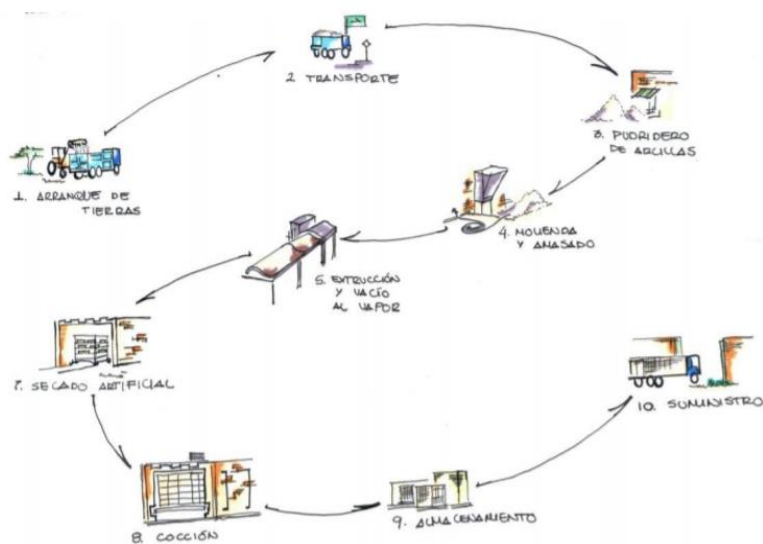 1. ARRANQUE DE
TIERRAS
2. TRANSPORTE
3. PUDRIDERO
DE ARCILLAS
4. MOLIENDA
Y AMASADO
5. EXTRUCCIÓN
Y VACÍO
AL VAPOR
7. SECADO ARTIFICIAL
8. COCCIÓN
9. ALMACENAMIENTO
10. SUMINISTRO